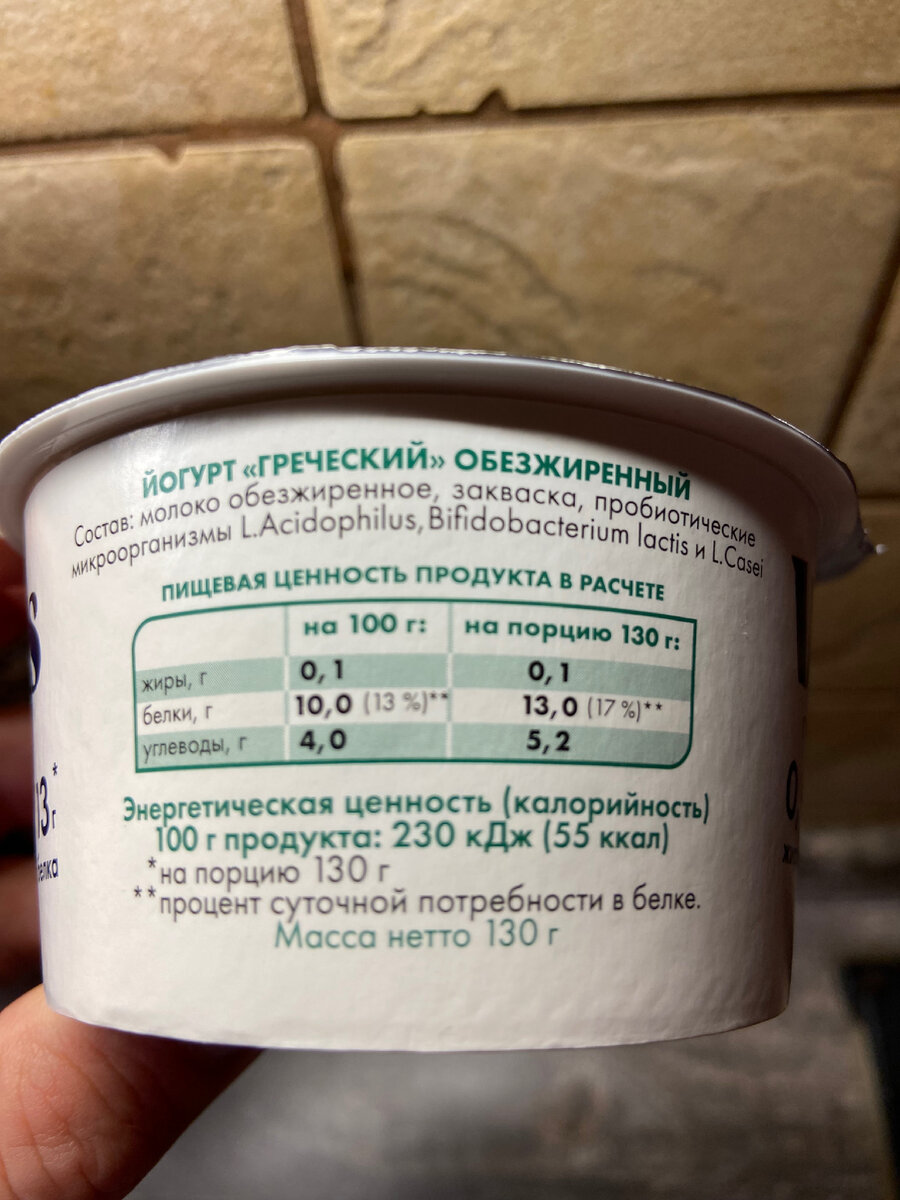 ЙОГУРТ «ГРЕЧЕСКИЙ» ОБЕЗЖИРЕННЫЙ
Состав: молоко обезжиренное, закваска, пробиотические
микроорганизмы L.Acidophilus, Bifidobacterium lactis и L.Casei
ПИЩЕВАЯ ЦЕННОСТЬ ПРОДУКТА В РАСЧЕТЕ
на 100 г: на порцию 130 г:
жиры, г 0,1 0,1
белки, г 10,0 (13 %)** 13,0 (17 %)**
углеводы, г 4,0 5,2
Энергетическая ценность (калорийность)
100 г продукта: 230 кДж (55 ккал)
*на порцию 130 г
**процент суточной потребности в белке.
Масса нетто 130 г
13 г*